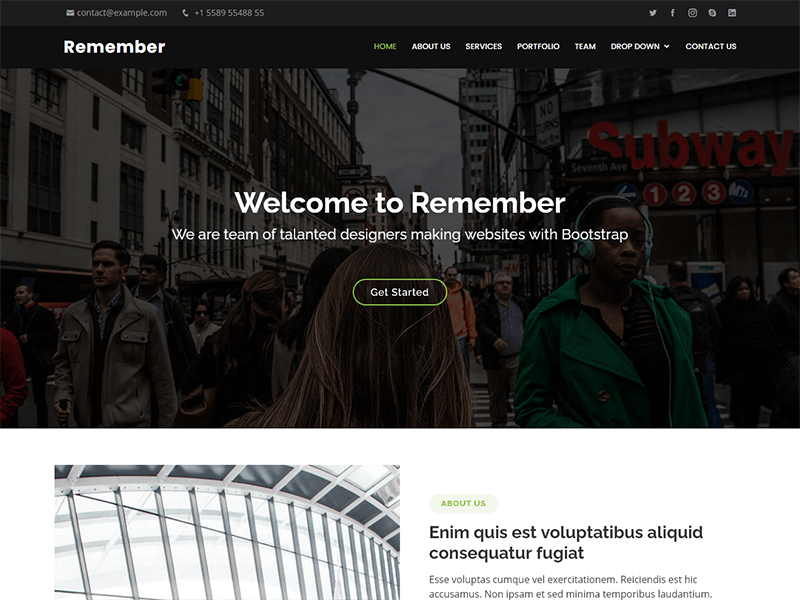 contact@example.com +1 5589 55488 55
Remember
HOME ABOUT US SERVICES PORTFOLIO TEAM DROP DOWN CONTACT US
NO
TURNS
Subway
Seventh Ave
1 2 3 MTA
Welcome to Remember
We are team of talanted designers making websites with Bootstrap
Get Started
ABOUT US
Enim quis est voluptatibus aliquid
consequatur fugiat
Esse voluptas cumque vel exercitationem. Reiciendis est hic
accusamus. Non ipsam et sed minima temporibus laudantium.